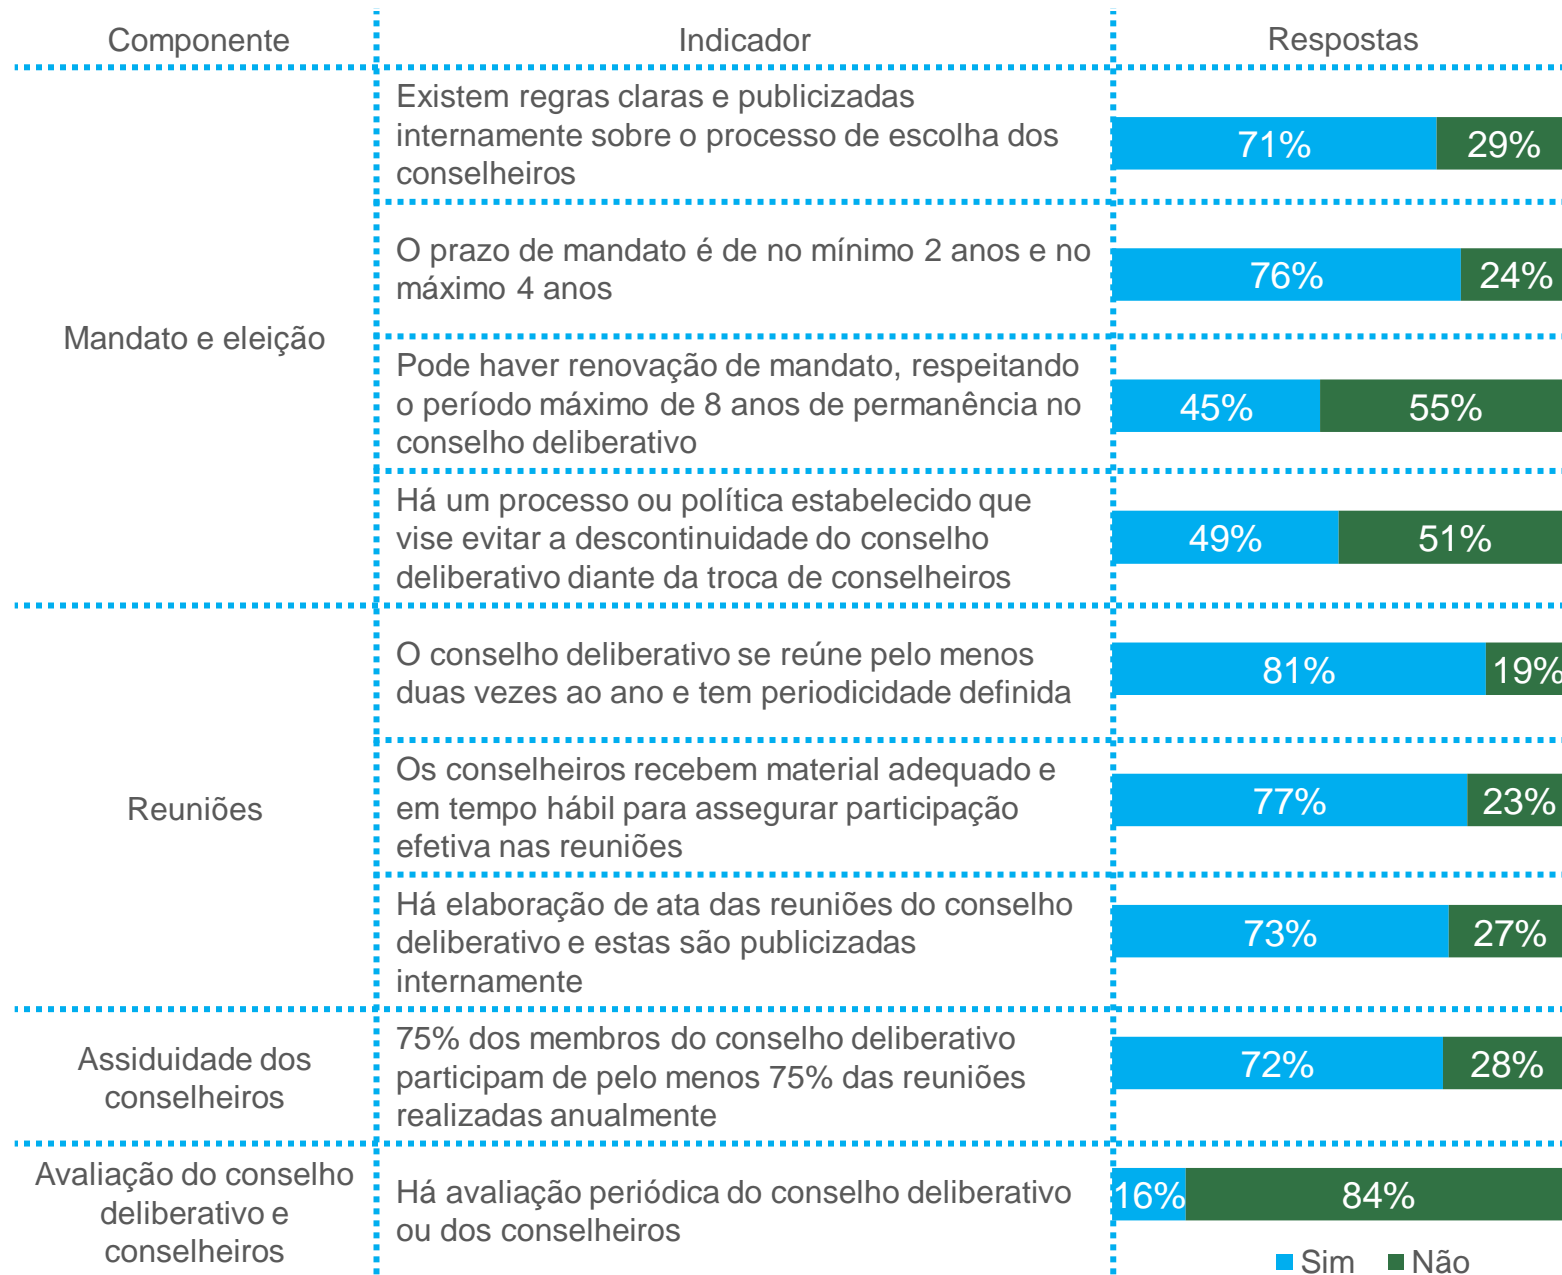 Componente
Indicador
Respostas
Mandato e eleição
Existem regras claras e publicizadas
internamente sobre o processo de escolha dos
conselheiros
71%
29%
O prazo de mandato é de no mínimo 2 anos e no
máximo 4 anos
76%
24%
Pode haver renovação de mandato, respeitando
o período máximo de 8 anos de permanência no
conselho deliberativo
45%
55%
Há um processo ou política estabelecido que
vise evitar a descontinuidade do conselho
deliberativo diante da troca de conselheiros
49%
51%
Reuniões
O conselho deliberativo se reúne pelo menos
duas vezes ao ano e tem periodicidade definida
81%
19%
Os conselheiros recebem material adequado e
em tempo hábil para assegurar participação
efetiva nas reuniões
77%
23%
Há elaboração de ata das reuniões do conselho
deliberativo e estas são publicizadas
internamente
73%
27%
Assiduidade dos
conselheiros
75% dos membros do conselho deliberativo
participam de pelo menos 75% das reuniões
realizadas anualmente
72%
28%
Avaliação do conselho
deliberativo e
conselheiros
Há avaliação periódica do conselho deliberativo
ou dos conselheiros
16%
84%
Sim
Não